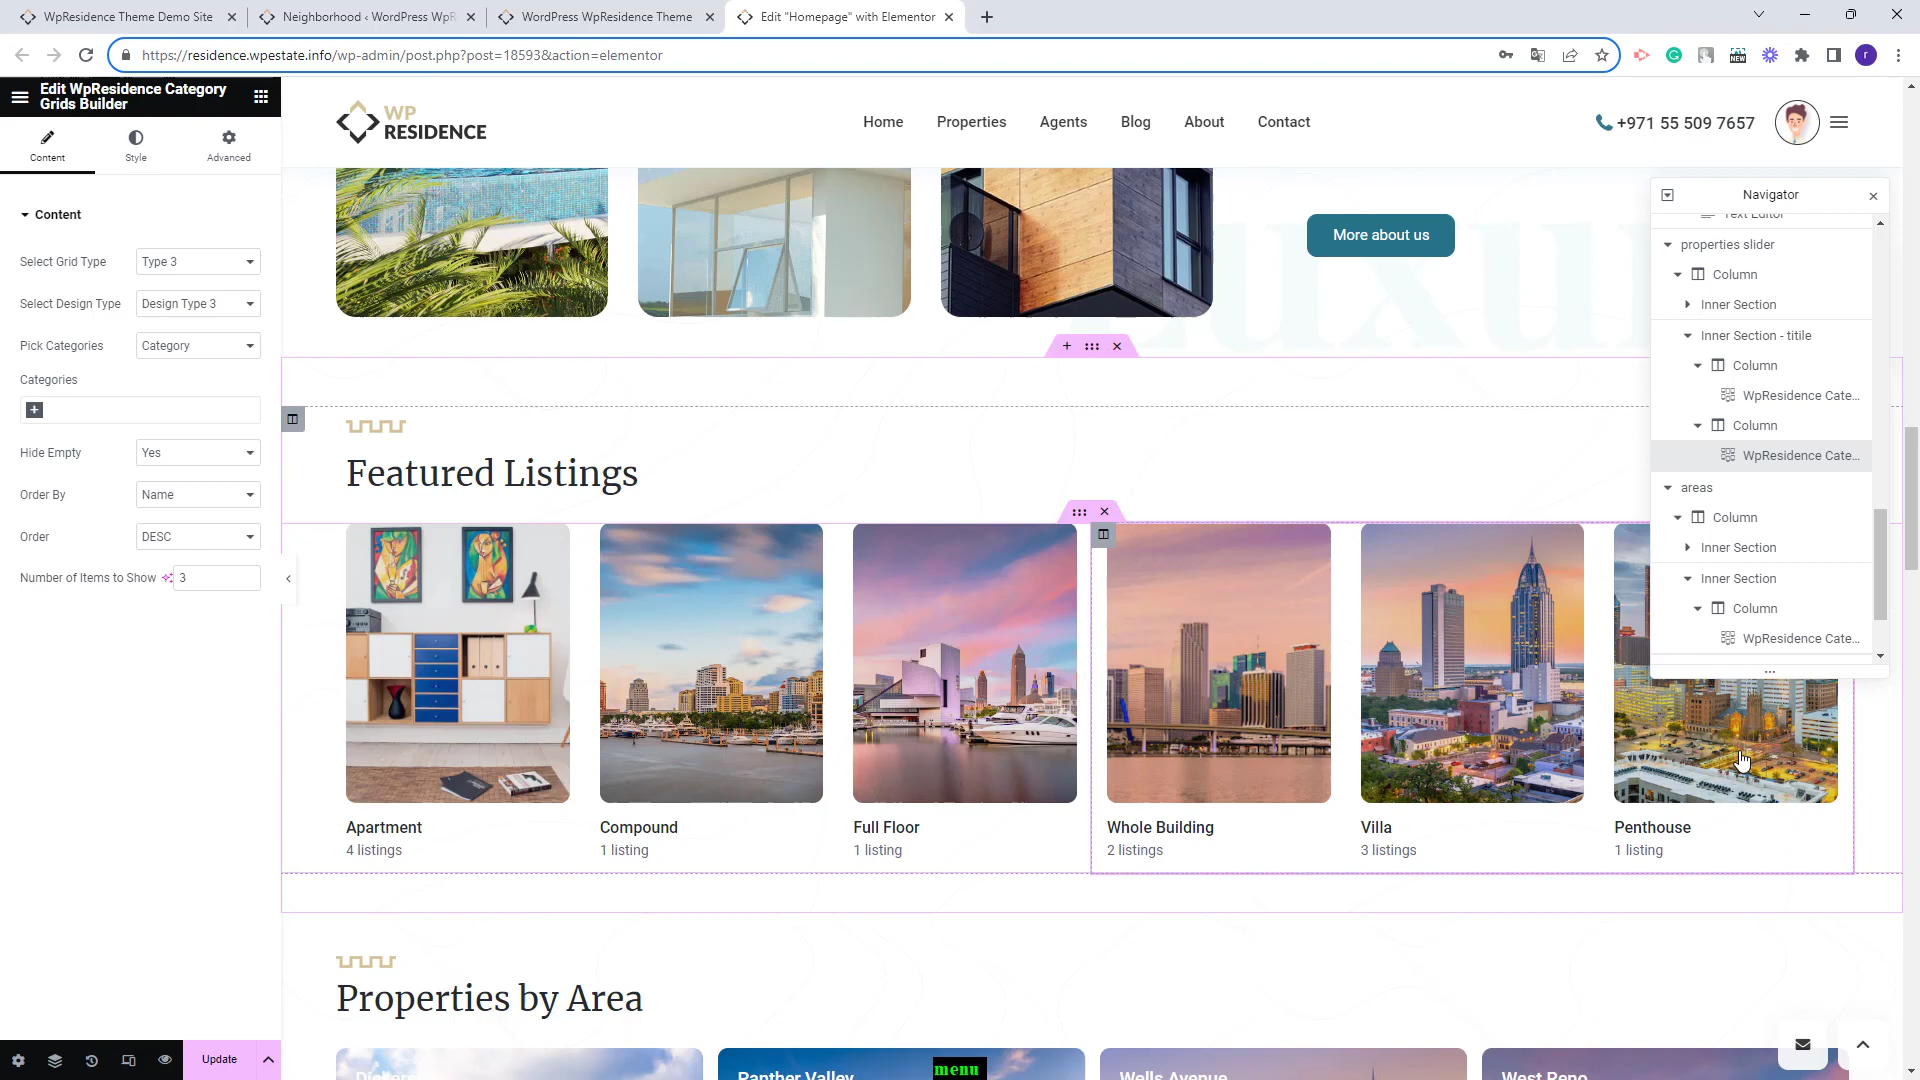 WpResidence Theme Demo Site
Neighborhood ‹ WordPress WpR
WordPress WpResidence Theme
Edit "Homepage" with Elementor
https://residence.wpestate.info/wp-admin/post.php?post=18593&action=elementor
NEW
r
Edit WpResidence Category
Grids Builder
Content
Style
Advanced
Content
Select Grid Type
Type 3
Select Design Type
Design Type 3
Pick Categories
Category
Categories
Hide Empty
Yes
Order By
Name
Order
DESC
Number of Items to Show
3
Update
WP
RESIDENCE
Home
Properties
Agents
Blog
About
Contact
+971 55 509 7657
More about us
Luxur
Featured Listings
Apartment
4 listings
Compound
1 listing
Full Floor
1 listing
Whole Building
2 listings
Villa
3 listings
Penthouse
1 listing
Properties by Area
Panther Valley
Wells Avenue
West Reno
menu
Navigator
Text Editor
properties slider
Column
Inner Section
Inner Section - titile
Column
WpResidence Cate...
Column
WpResidence Cate...
areas
Column
Inner Section
Inner Section
Column
WpResidence Cate...